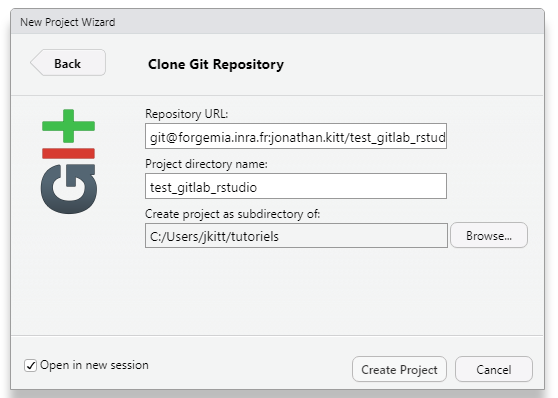 New Project Wizard
Back
Clone Git Repository
Repository URL:
git@forgemia.inra.fr:jonathan.kitt/test_gitlab_rstud
Project directory name:
test_gitlab_rstudio
Create project as subdirectory of:
C:/Users/jkitt/tutoriels
Browse...
GIt
Open in new session
Create Project
Cancel